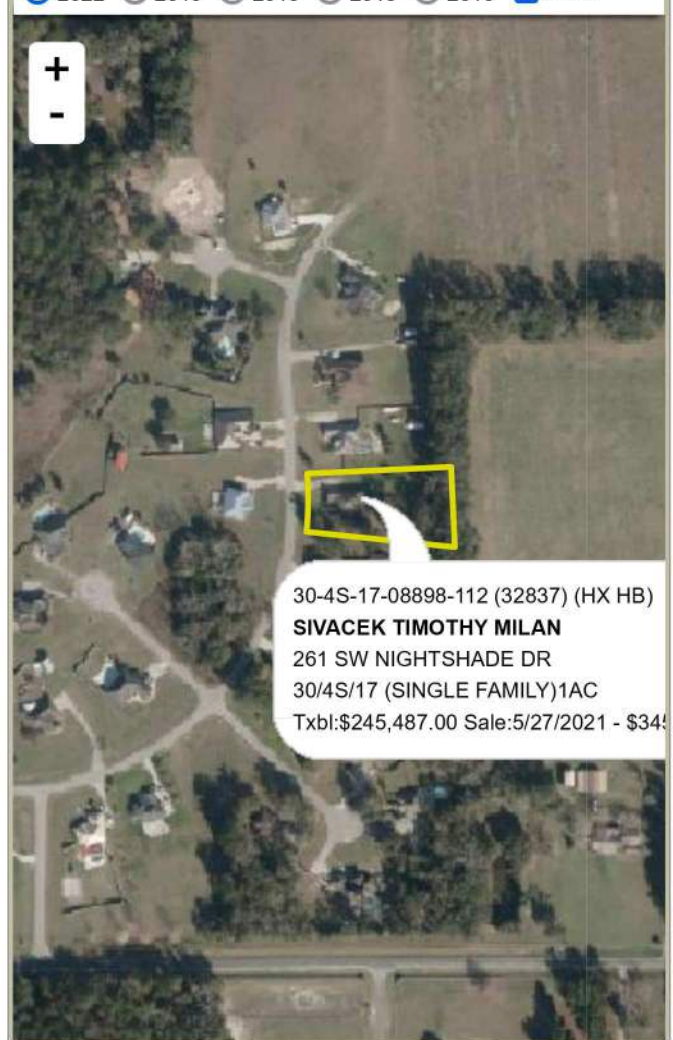 +
-
30-4S-17-08898-112 (32837) (HX HB)
SIVACEK TIMOTHY MILAN
261 SW NIGHTSHADE DR
30/4S/17 (SINGLE FAMILY)1AC
Txbl:$245,487.00 Sale:5/27/2021 - $345